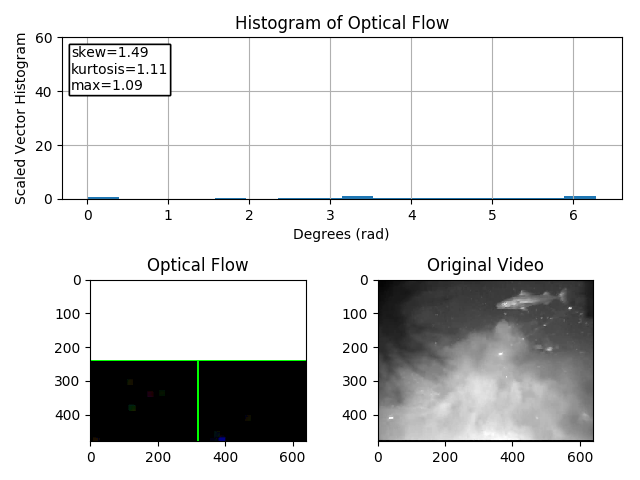 Histogram of Optical Flow
60
40
20
0
Scaled Vector Histogram
skew=1.49
kurtosis=1.11
max=1.09
0 1 2 3 4 5 6
Degrees (rad)
Optical Flow
0
100
200
300
400
0 200 400 600
Original Video
0
100
200
300
400
0 200 400 600